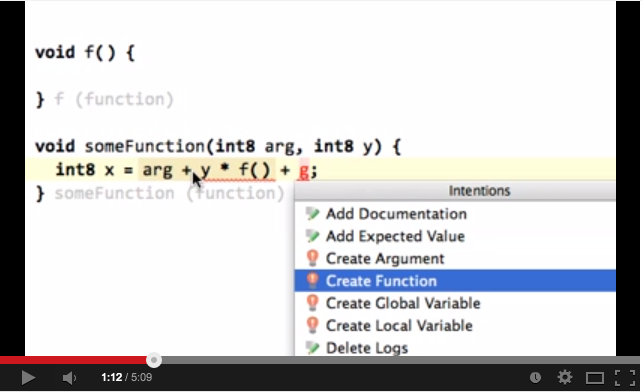 void f() {
} f (function)
void someFunction(int8 arg, int8 y) {
int8 x = arg + y * f() + g;
} someFunction (function)
Intentions
Add Documentation
Add Expected Value
Create Argument
Create Function
Create Global Variable
Create Local Variable
Delete Logs
1:12 / 5:09